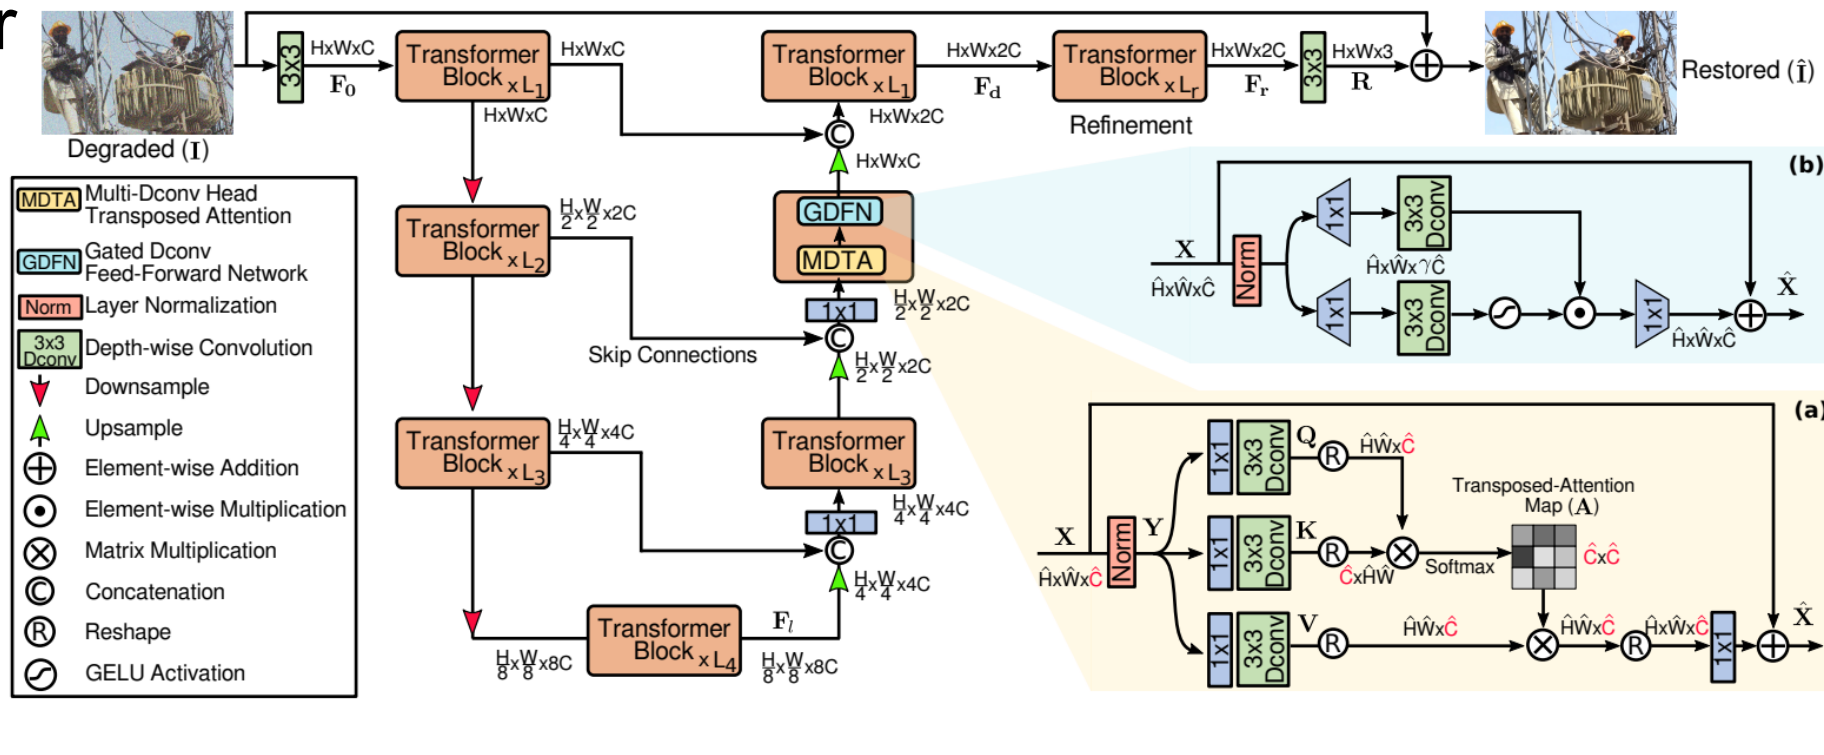 r
3x3
HxWxC
F0
Transformer
Block x L1
HxWxC
HxWxC
Transformer
Block x L1
HxWx2C
Fd
Transformer
Block x Lr
Refinement
HxWx2C
Fr
3x3
HxWx3
R
Restored (Î)
Degraded (I)
HxWx2C
C
HxWxC
MDTA Multi-Dconv Head
Transposed Attention
GDFN Gated Dconv
Feed-Forward Network
Norm Layer Normalization
3x3
Dconv Depth-wise Convolution
Downsample
Upsample
Element-wise Addition
Element-wise Multiplication
Matrix Multiplication
C Concatenation
R Reshape
GELU Activation
Transformer
Block x L2
H/2xW/2x2C
Skip Connections
GDFN
MDTA
1x1
H/2xW/2x2C
C
H/2xW/2x2C
Transformer
Block x L3
H/4xW/4x4C
Transformer
Block x L3
1x1
H/4xW/4x4C
C
H/4xW/4x4C
H/8xW/8x8C
Transformer
Block x L4
Fl
H/8xW/8x8C
(b)
X
ĤxŴxĈ
Norm
1x1
3x3
Dconv
ĤxŴxγĈ
1x1
3x3
Dconv
1x1
ĤxŴxĈ
X̂
(a)
X
ĤxŴxĈ
Norm
Y
1x1
3x3
Dconv
Q
R
ĤŴxĈ
1x1
3x3
Dconv
K
R
ĈxĤŴ
Softmax
Transposed-Attention
Map (A)
ĈxĈ
1x1
3x3
Dconv
V
R
ĤŴxĈ
ĤŴxĈ
R
ĤxŴxĈ
1x1
X̂